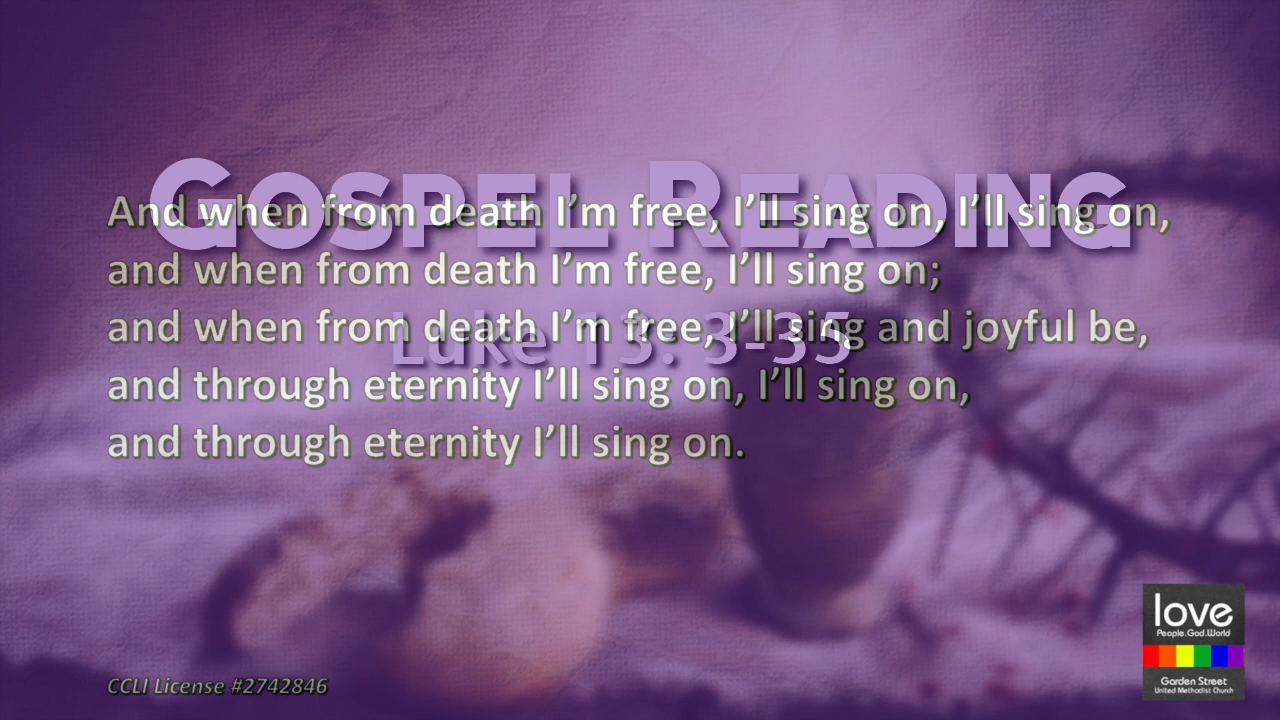 Gospel Reading
And when from death I’m free, I’ll sing on, I’ll sing on,
and when from death I’m free, I’ll sing on;
and when from death I’m free, I’ll sing and joyful be,
Luke 13: 3-35
and through eternity I’ll sing on, I’ll sing on,
and through eternity I’ll sing on.
CCLI License #2742846
love
People.God.World
Garden Street
United Methodist Church